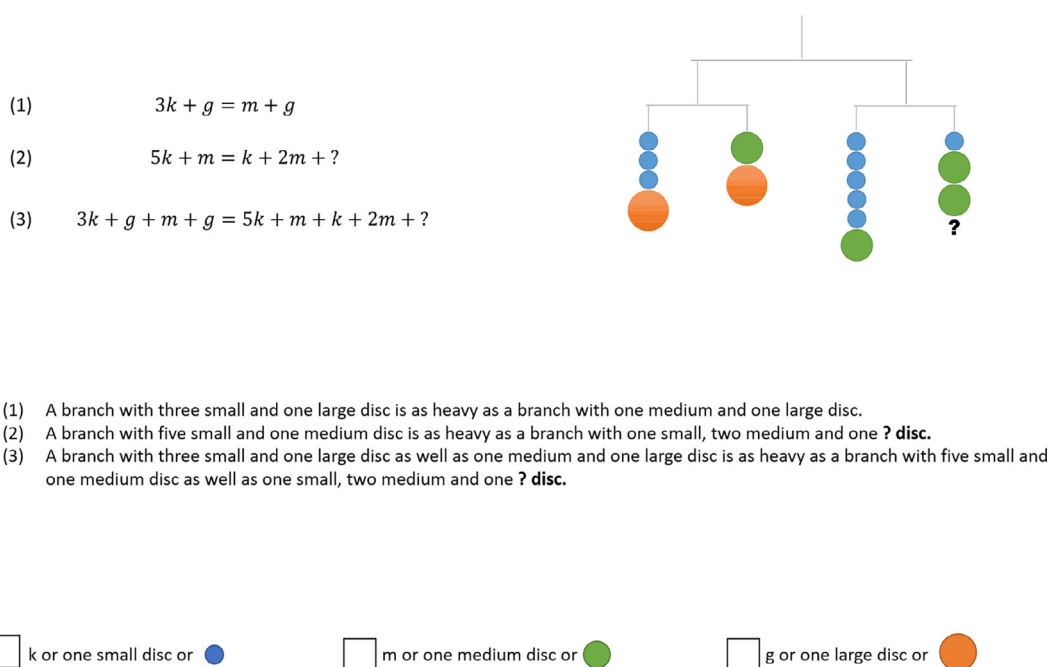 (1) 3k + g = m + g
(2) 5k + m = k + 2m + ?
(3) 3k + g + m + g = 5k + m + k + 2m + ?
?
(1) A branch with three small and one large disc is as heavy as a branch with one medium and one large disc.
(2) A branch with five small and one medium disc is as heavy as a branch with one small, two medium and one ? disc.
(3) A branch with three small and one large disc as well as one medium and one large disc is as heavy as a branch with five small and
one medium disc as well as one small, two medium and one ? disc.
k or one small disc or
m or one medium disc or
g or one large disc or